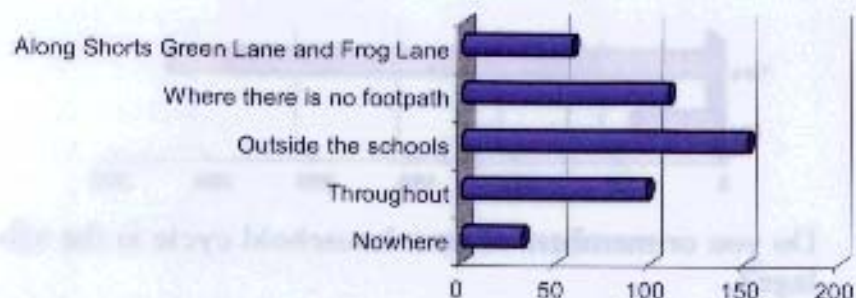 Along Shorts Green Lane and Frog Lane
Where there is no footpath
Outside the schools
Throughout
Nowhere
0 50 100 150 200